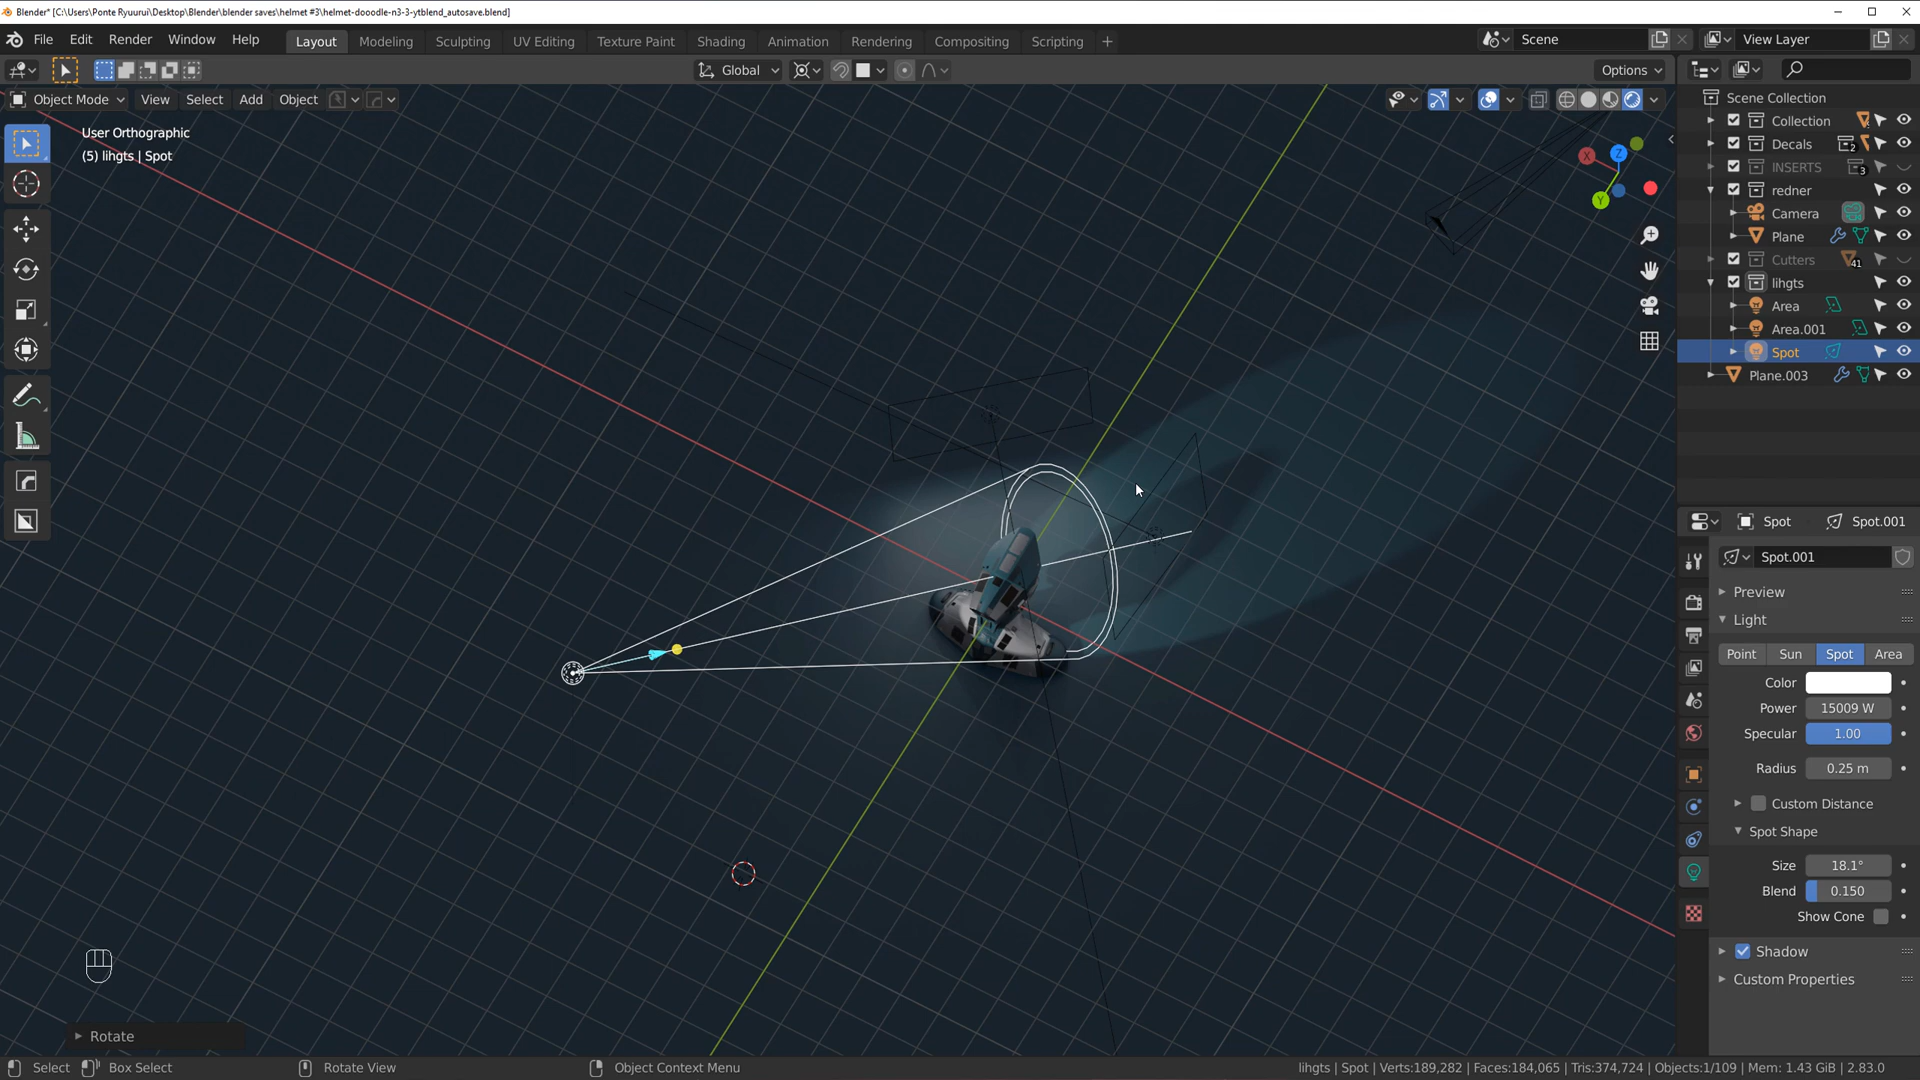 Blender* [C:\Users\Ponte Ryuurui\Desktop\Blender\blender saves\helmet #3\helmet-dooodle-n3-3-ytblend_autosave.blend]
File Edit Render Window Help Layout Modeling Sculpting UV Editing Texture Paint Shading Animation Rendering Compositing Scripting + Scene View Layer
Global Options
Object Mode View Select Add Object
User Orthographic
(5) lihgts | Spot
X Z Y
Scene Collection
Collection
Decals 2
INSERTS 3
redner
Camera
Plane
Cutters 41
lihgts
Area
Area.001
Spot
Plane.003
Spot Spot.001
Spot.001
Preview
Light
Point Sun Spot Area
Color
Power 15009 W
Specular 1.00
Radius 0.25 m
Custom Distance
Spot Shape
Size 18.1°
Blend 0.150
Show Cone
Shadow
Custom Properties
Rotate
Select Box Select Rotate View Object Context Menu lihgts | Spot | Verts:189,282 | Faces:184,065 | Tris:374,724 | Objects:1/109 | Mem: 1.43 GiB | 2.83.0